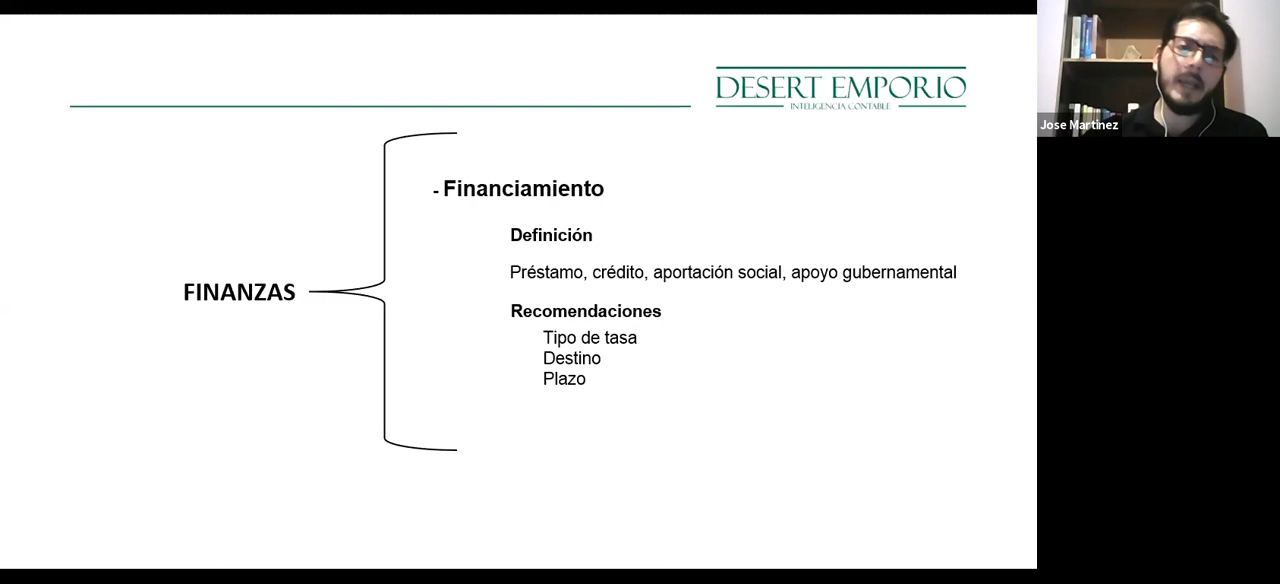 DESERT EMPORIO
INTELIGENCIA CONTABLE
Jose Martinez
- Financiamiento
Definición
Préstamo, crédito, aportación social, apoyo gubernamental
FINANZAS
Recomendaciones
Tipo de tasa
Destino
Plazo